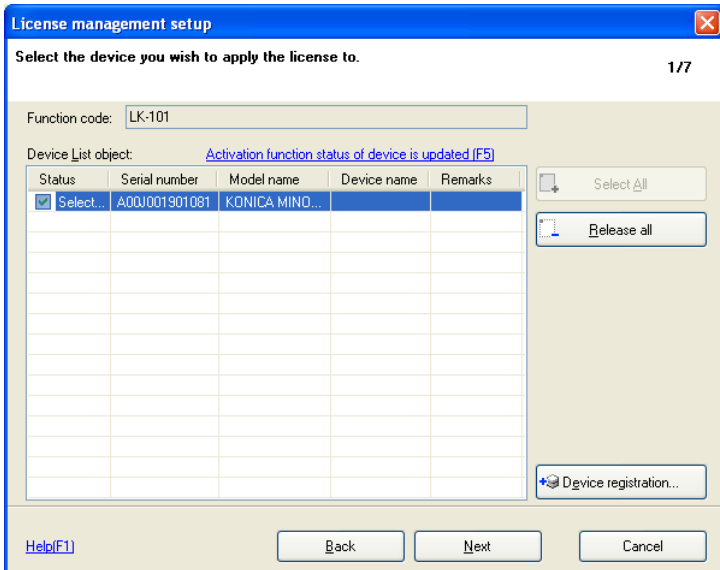 License management setup
Select the device you wish to apply the license to.
1/7
Function code: LK-101
Device List object: Activation function status of device is updated (F5)
Status Serial number Model name Device name Remarks
Select... A00J001901081 KONICA MINO...
Select All
Release all
Device registration...
Help(F1) Back Next Cancel